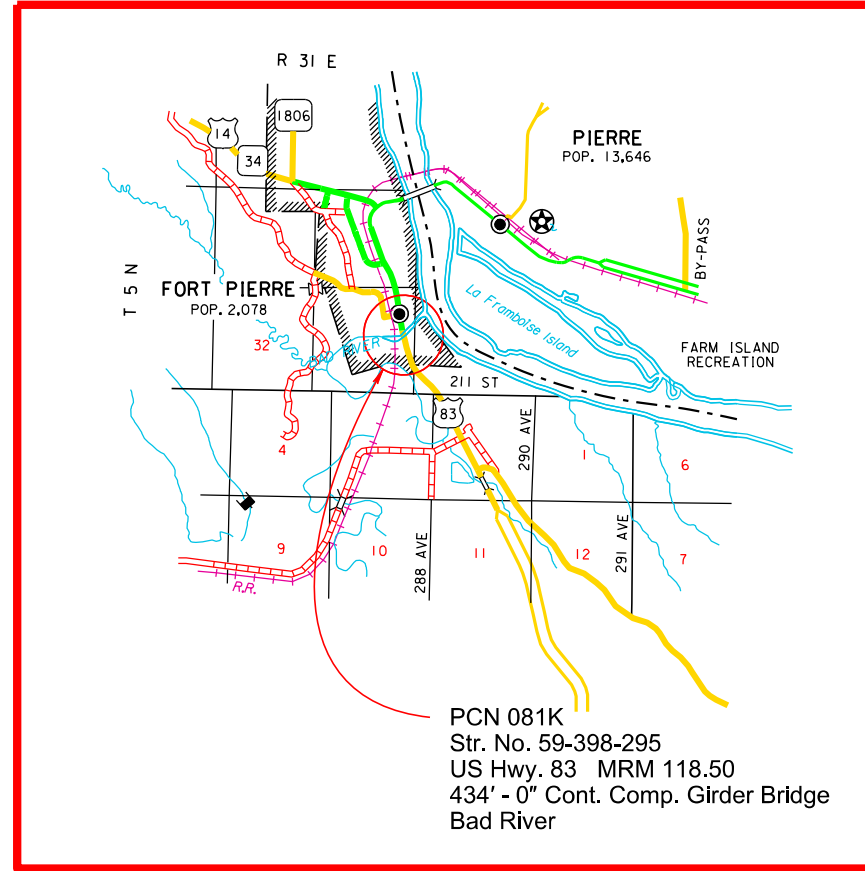 R 31 E
1806
14
34
PIERRE
POP. 13,646
BY-PASS
T 5 N
FORT PIERRE
POP. 2,078
La Framboise Island
32
RIVER
FARM ISLAND
RECREATION
211 ST
83
4
290 AVE
1
6
9
10
288 AVE
11
12
291 AVE
7
R.R.
PCN 081K
Str. No. 59-398-295
US Hwy. 83 MRM 118.50
434' - 0" Cont. Comp. Girder Bridge
Bad River